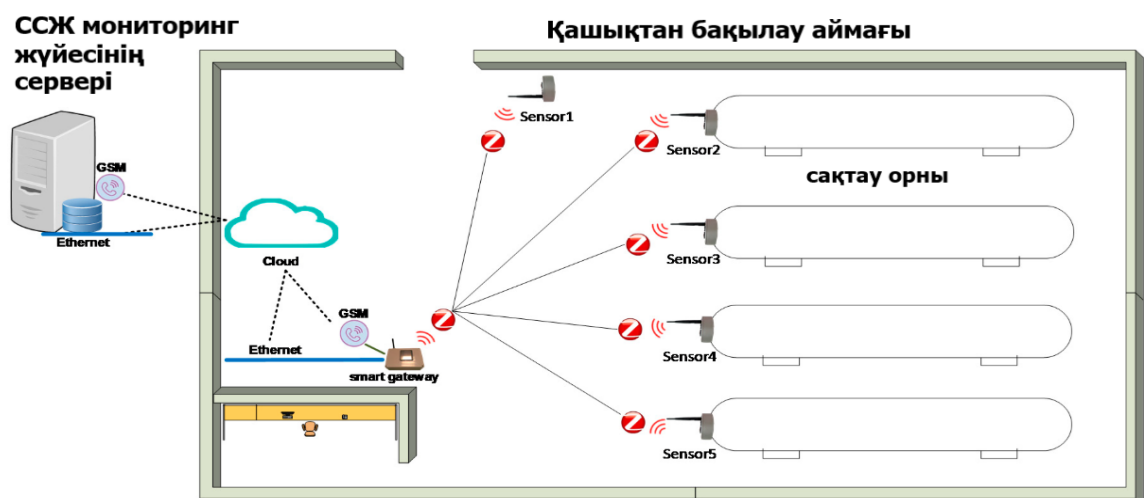 ССЖ мониторинг
жүйесінің
сервері
Қашықтан бақылау аймағы
GSM
Ethernet
Cloud
GSM
Ethernet
smart gateway
Sensor1
Sensor2
сақтау орны
Sensor3
Sensor4
Sensor5
Z
Z
Z
Z
Z
Z